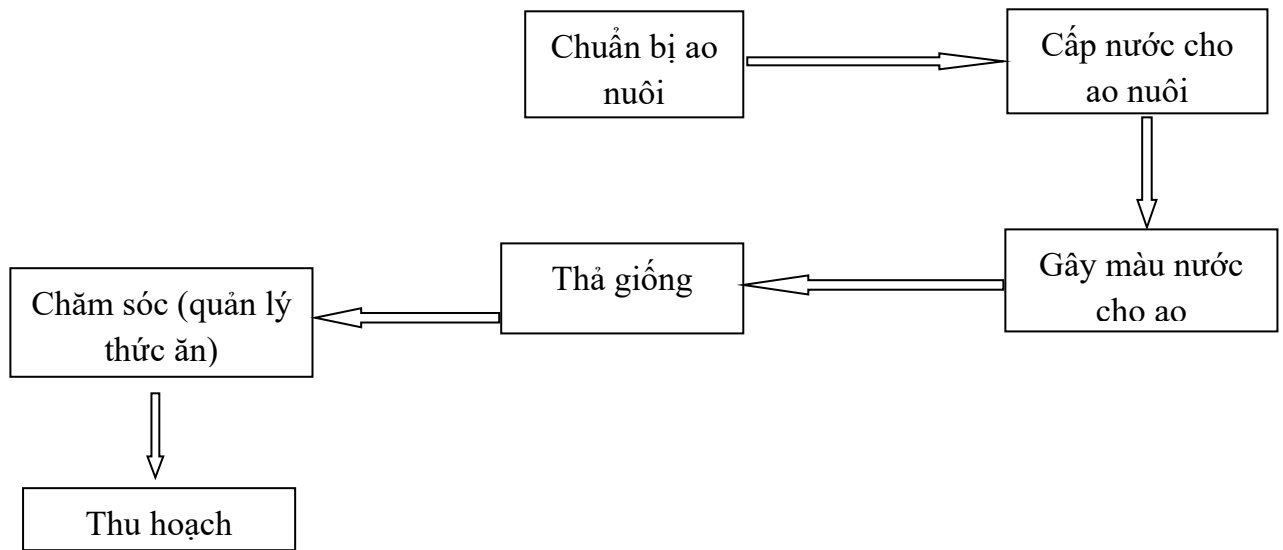 Chuẩn bị ao
nuôi
Cấp nước cho
ao nuôi
Gây màu nước
cho ao
Thả giống
Chăm sóc (quản lý
thức ăn)
Thu hoạch